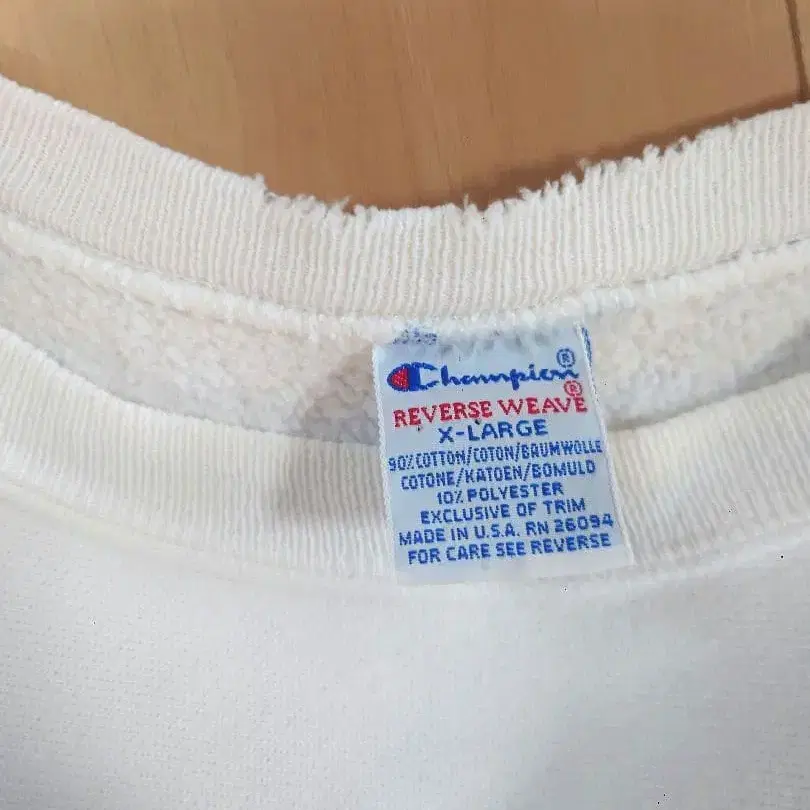 Champion®
REVERSE WEAVE®
X-LARGE
90% COTTON/COTON/BAUMWOLLE
COTONE/KATOEN/BOMULD
10% POLYESTER
EXCLUSIVE OF TRIM
MADE IN U.S.A. RN 26094
FOR CARE SEE REVERSE